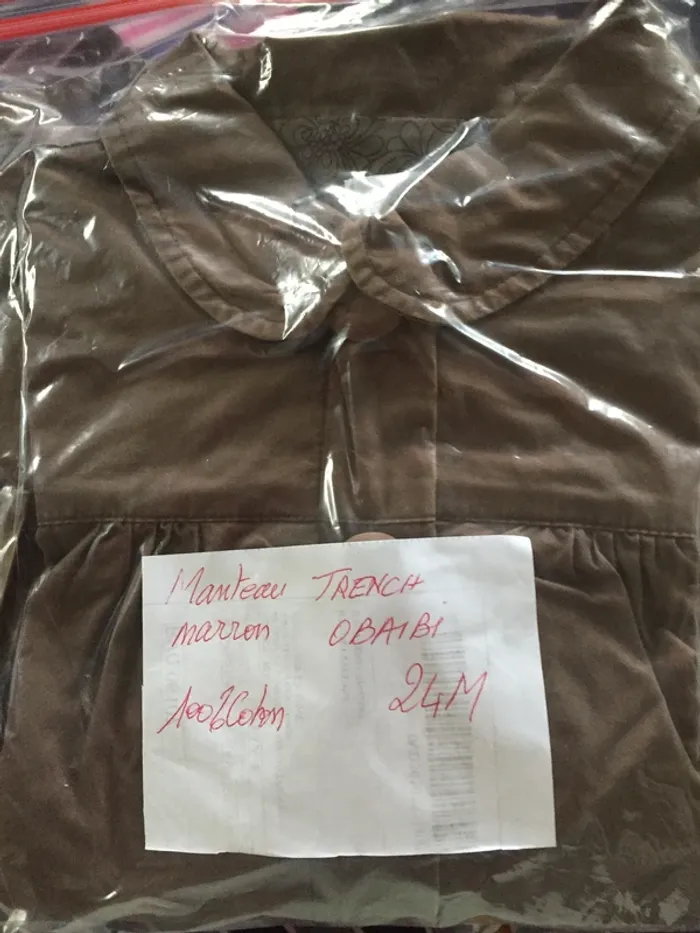 Manteau TRENCH
marron OBAIBI
100% Coton
24M